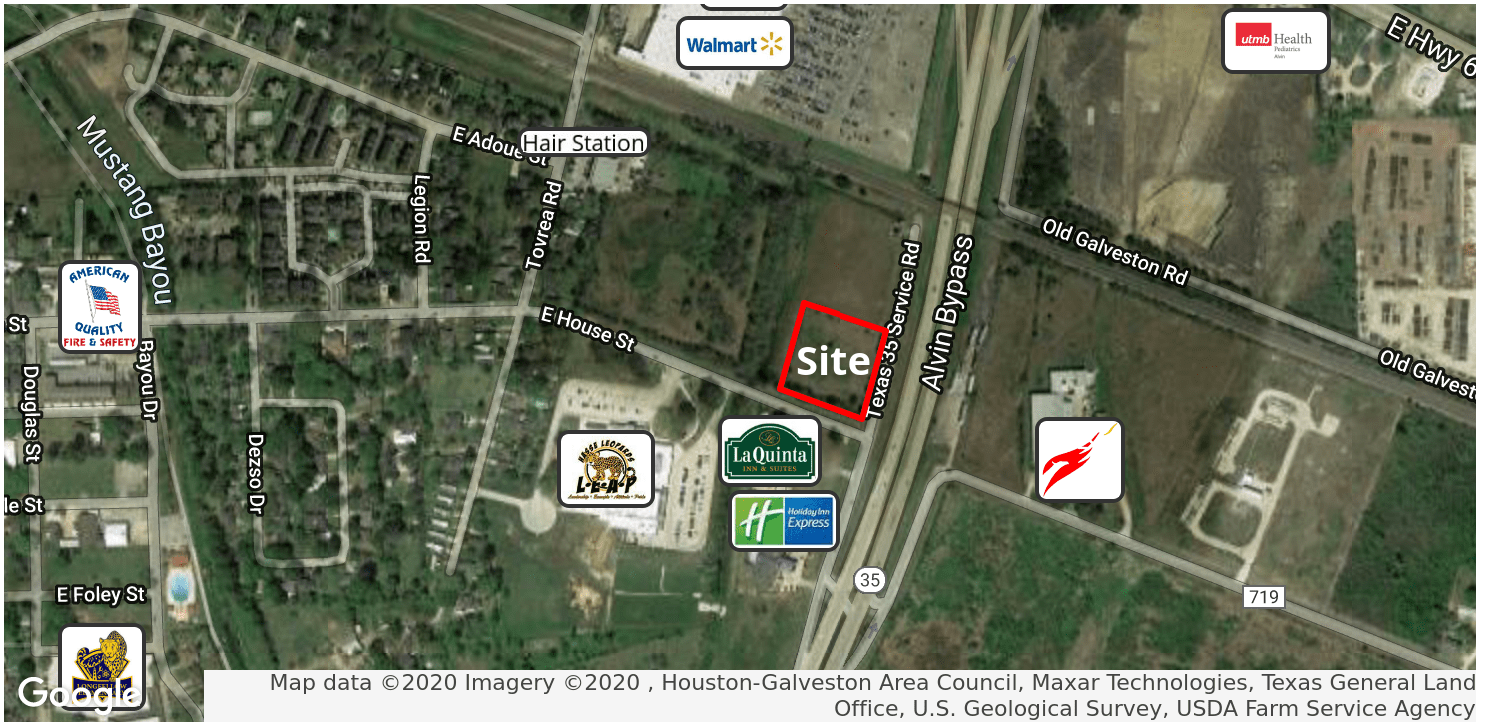 Walmart
utmb Health
Pediatrics
Alvin
E Hwy 6
E Adoue St
Hair Station
Mustang Bayou
Legion Rd
Tovrea Rd
Old Galveston Rd
Texas 35 Service Rd
Alvin Bypass
AMERICAN
QUALITY
FIRE & SAFETY
St
E House St
Site
Old Galvest
Bayou Dr
Douglas St
Dezso Dr
LEOPARDS
L-E-A-P
LaQuinta
INN & SUITES
Holiday Inn
Express
le St
E Foley St
35
719
Google
Map data ©2020 Imagery ©2020 , Houston-Galveston Area Council, Maxar Technologies, Texas General Land
Office, U.S. Geological Survey, USDA Farm Service Agency